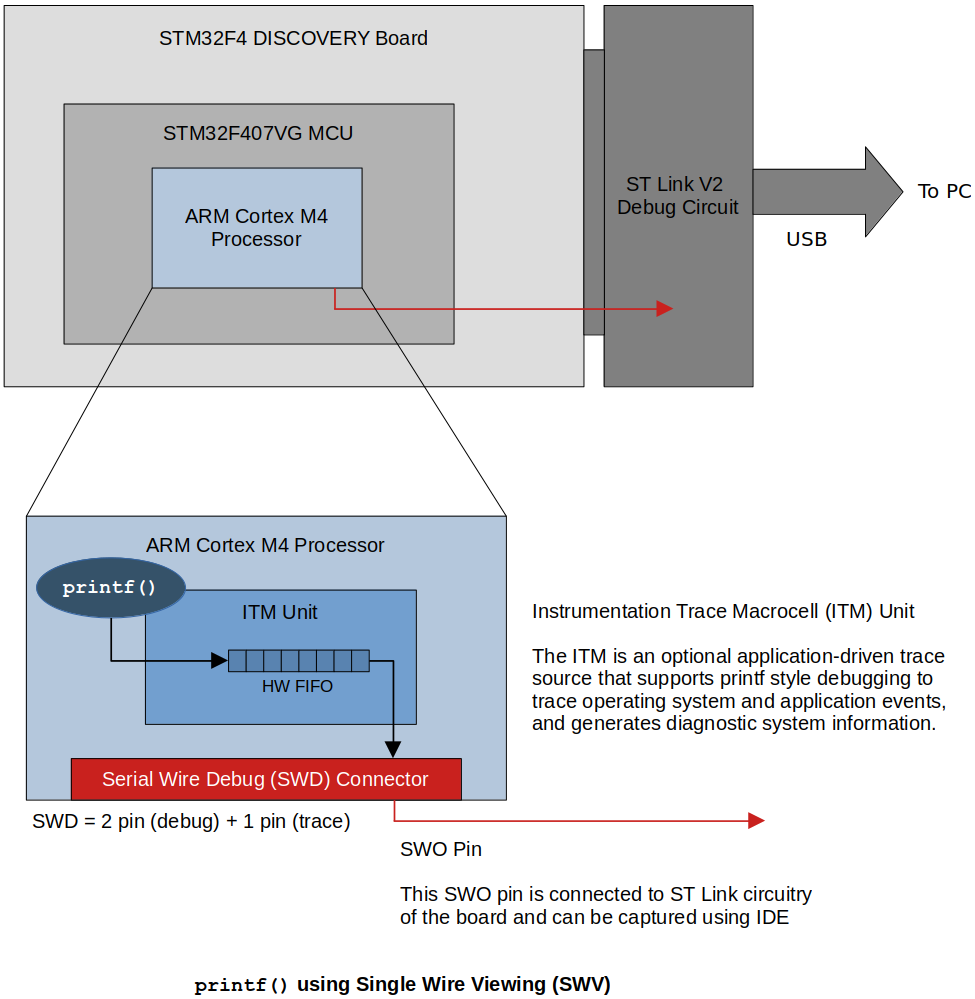 STM32F4 DISCOVERY Board
STM32F407VG MCU
ARM Cortex M4
Processor
ST Link V2
Debug Circuit
To PC
USB
ARM Cortex M4 Processor
printf()
ITM Unit
HW FIFO
Serial Wire Debug (SWD) Connector
SWD = 2 pin (debug) + 1 pin (trace)
Instrumentation Trace Macrocell (ITM) Unit
The ITM is an optional application-driven trace
source that supports printf style debugging to
trace operating system and application events,
and generates diagnostic system information.
SWO Pin
This SWO pin is connected to ST Link circuitry
of the board and can be captured using IDE
printf() using Single Wire Viewing (SWV)